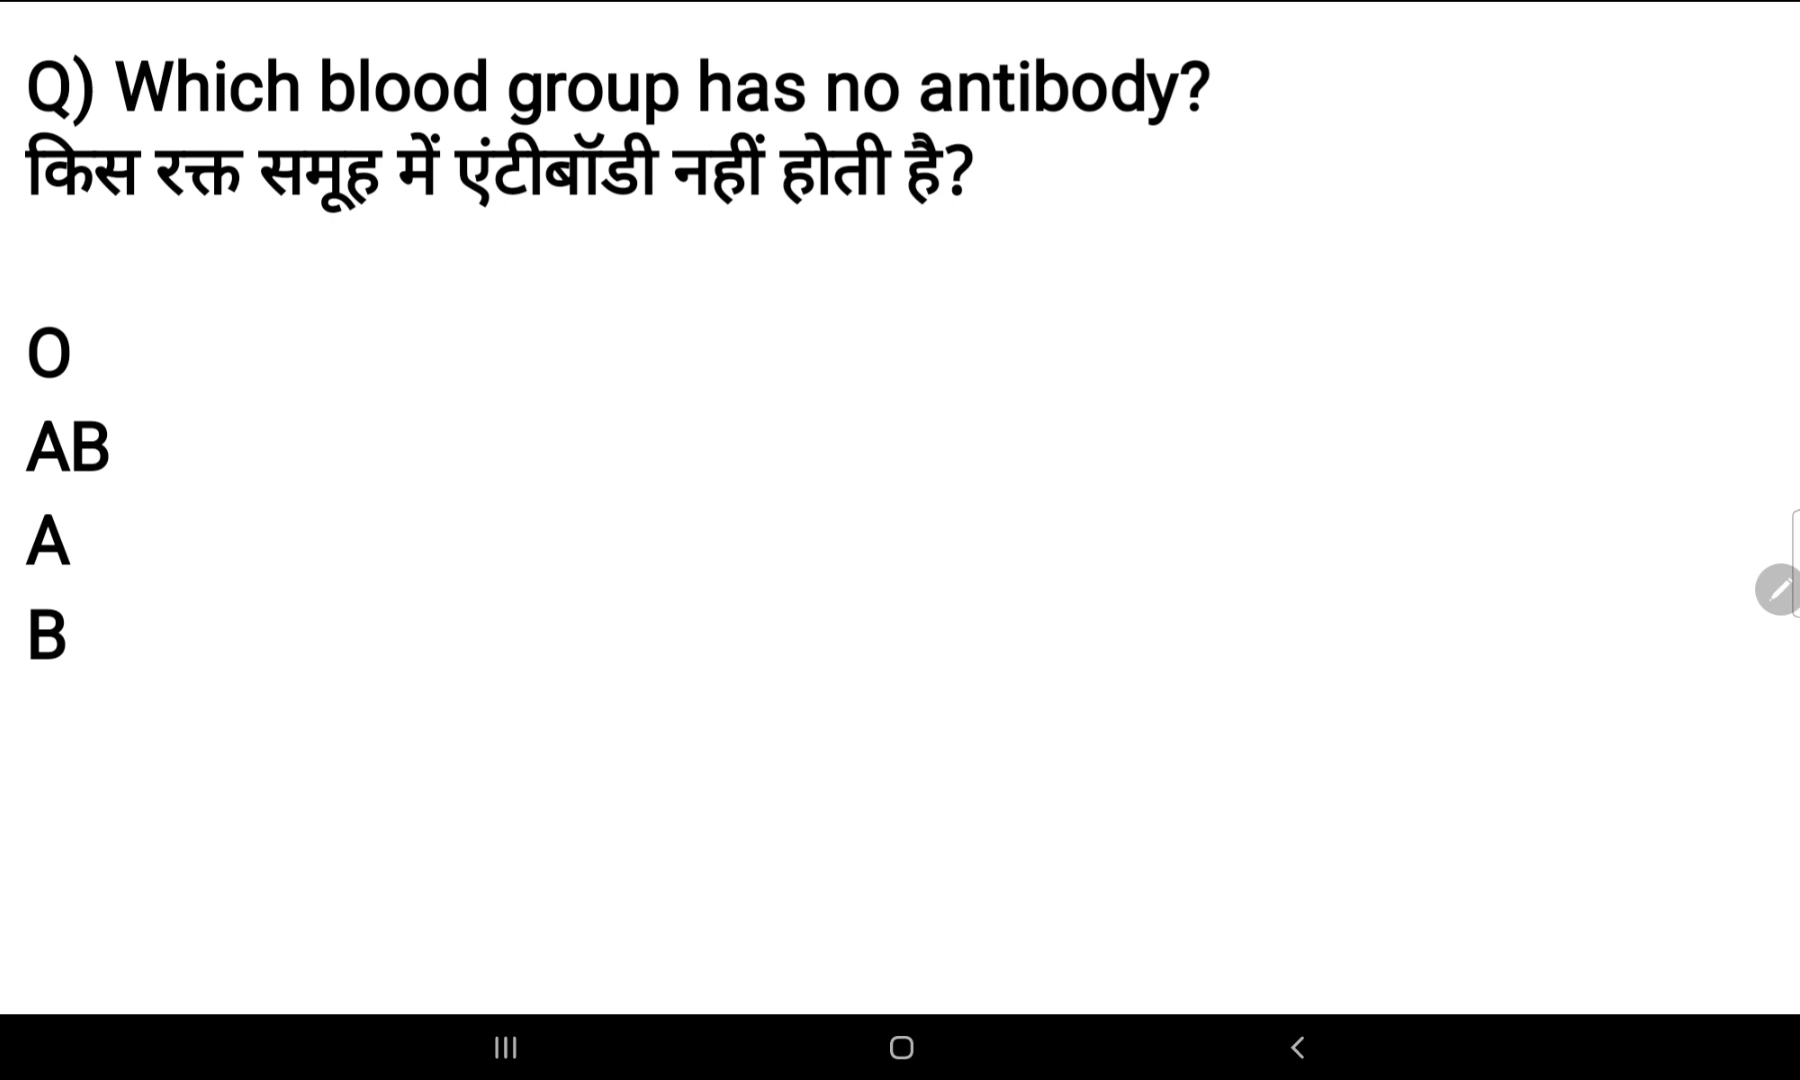 Q) Which blood group has no antibody?
किस रक्त समूह में एंटीबॉडी नहीं होती है?
O
AB
A
B